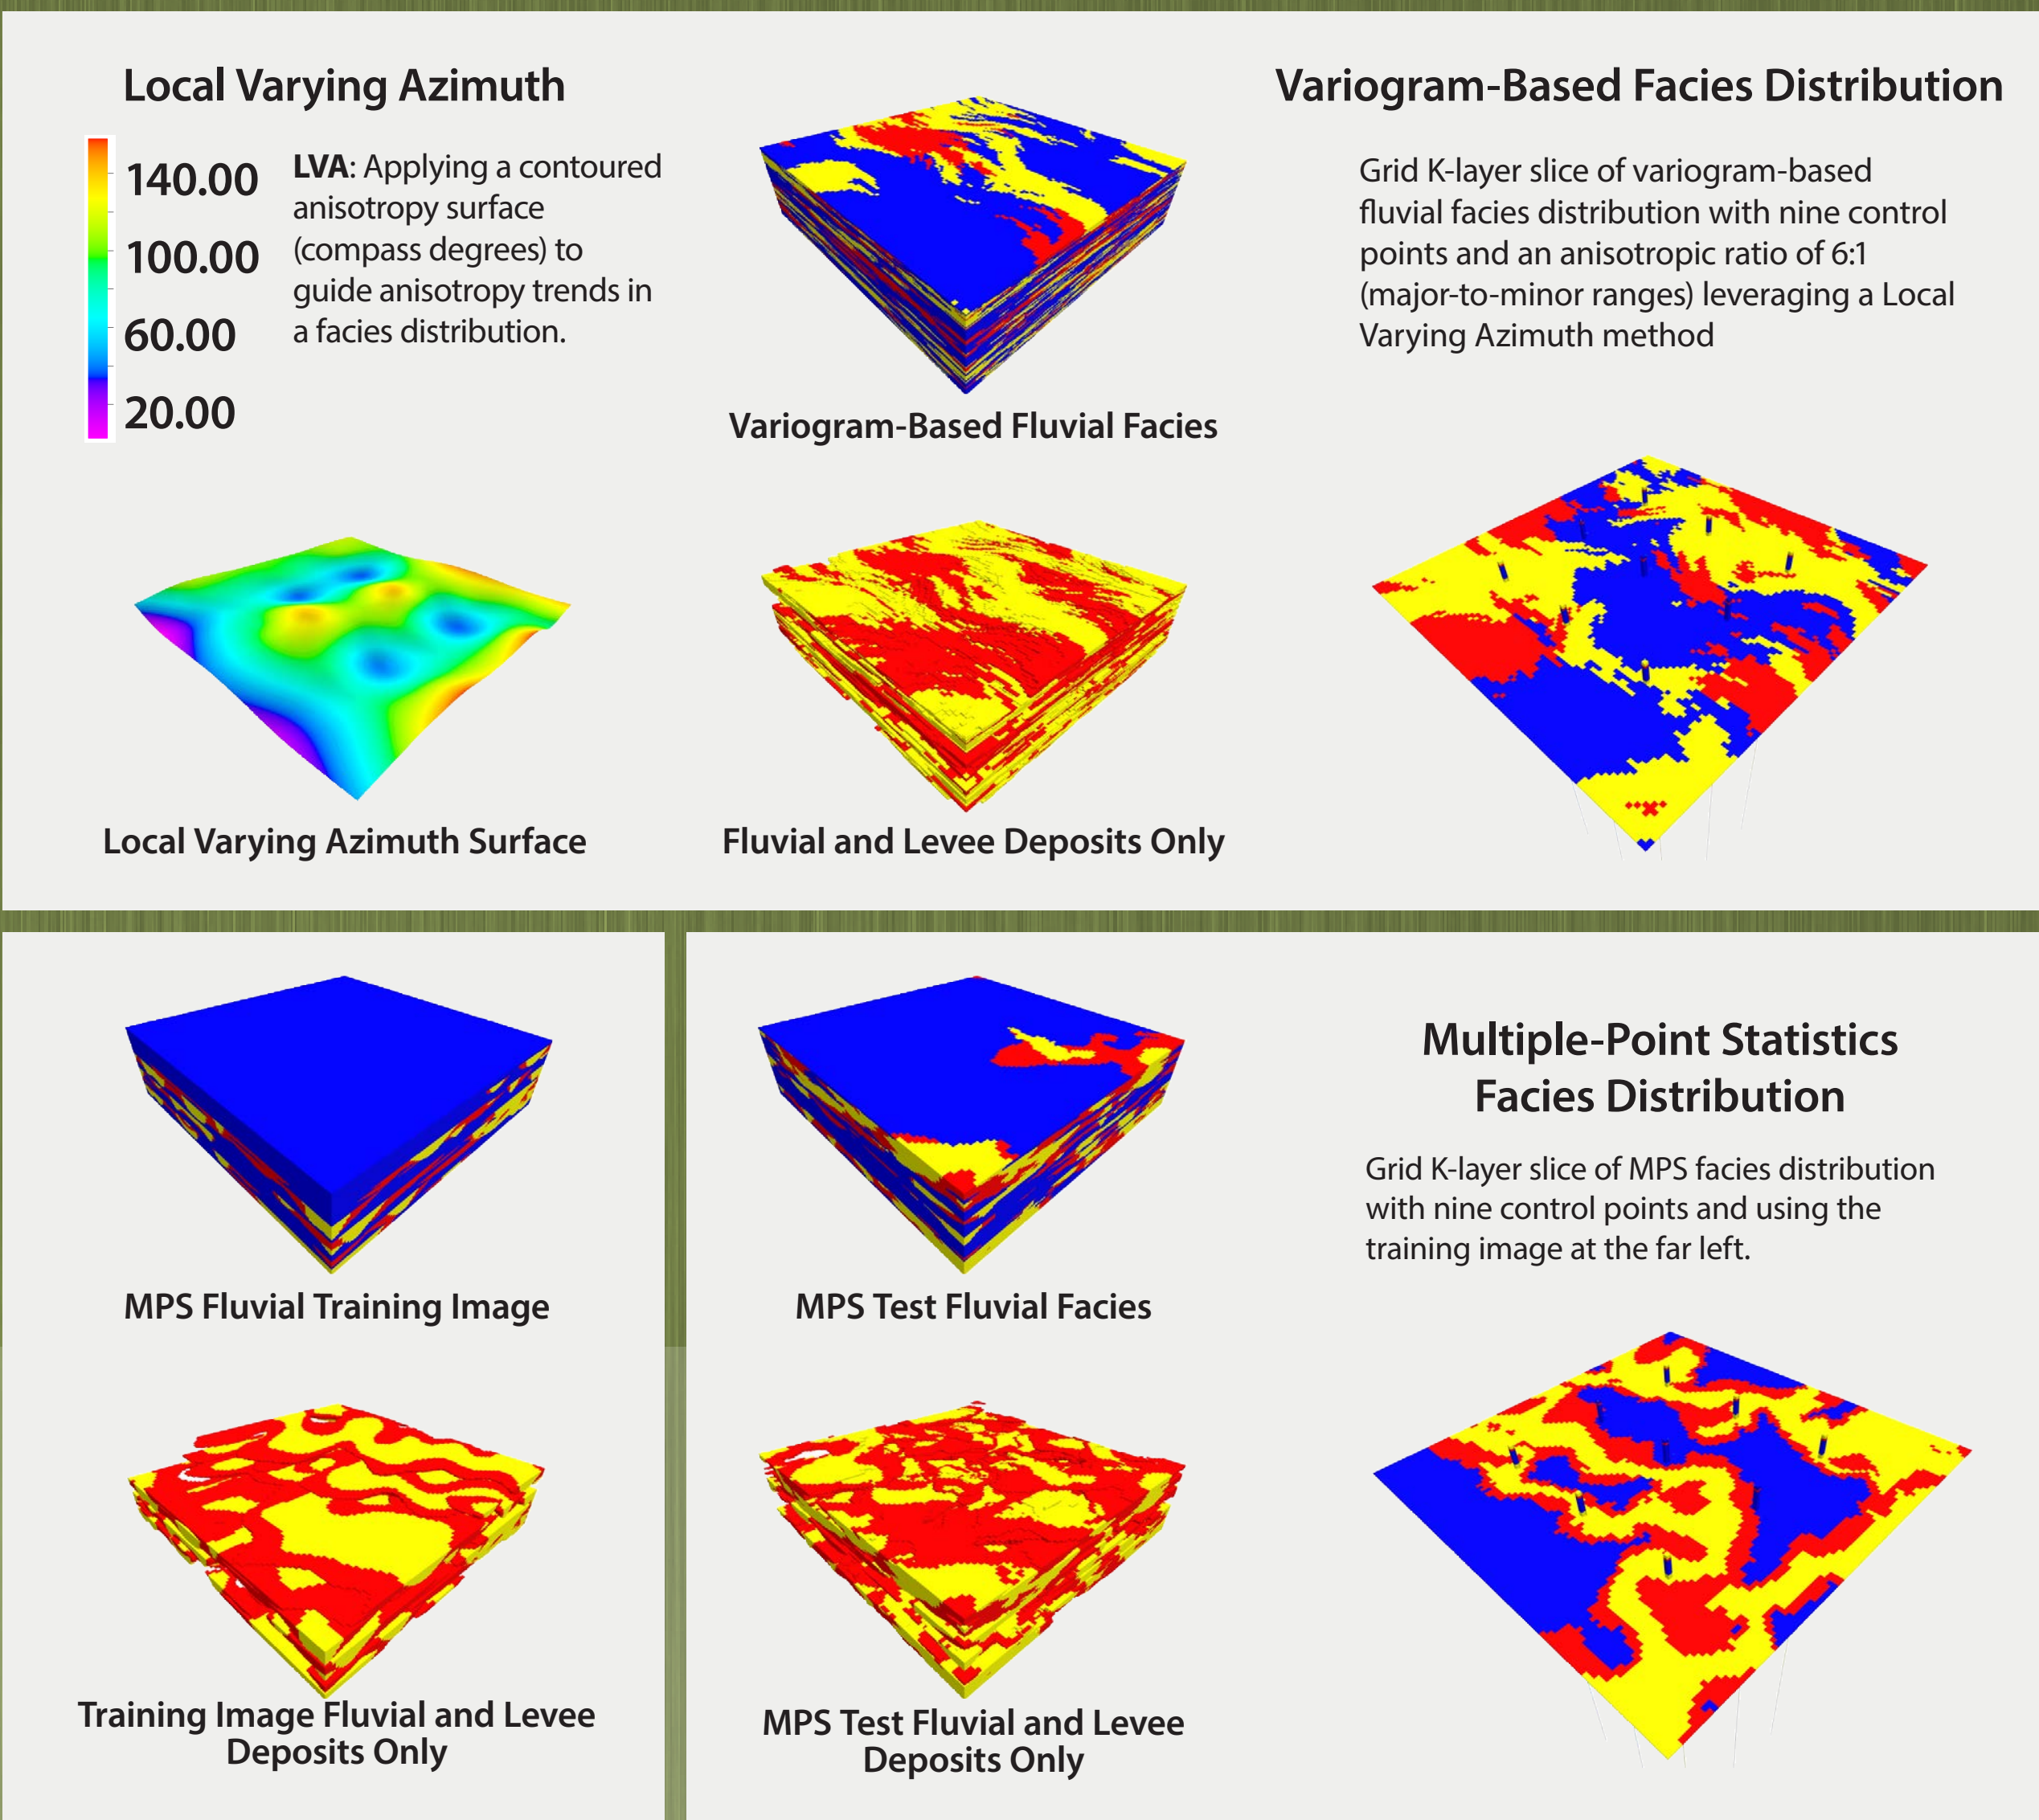 Local Varying Azimuth
140.00
100.00
60.00
20.00
LVA: Applying a contoured
anisotropy surface
(compass degrees) to
guide anisotropy trends in
a facies distribution.
Local Varying Azimuth Surface
Variogram-Based Fluvial Facies
Fluvial and Levee Deposits Only
Variogram-Based Facies Distribution
Grid K-layer slice of variogram-based
fluvial facies distribution with nine control
points and an anisotropic ratio of 6:1
(major-to-minor ranges) leveraging a Local
Varying Azimuth method
MPS Fluvial Training Image
Training Image Fluvial and Levee
Deposits Only
MPS Test Fluvial Facies
MPS Test Fluvial and Levee
Deposits Only
Multiple-Point Statistics
Facies Distribution
Grid K-layer slice of MPS facies distribution
with nine control points and using the
training image at the far left.